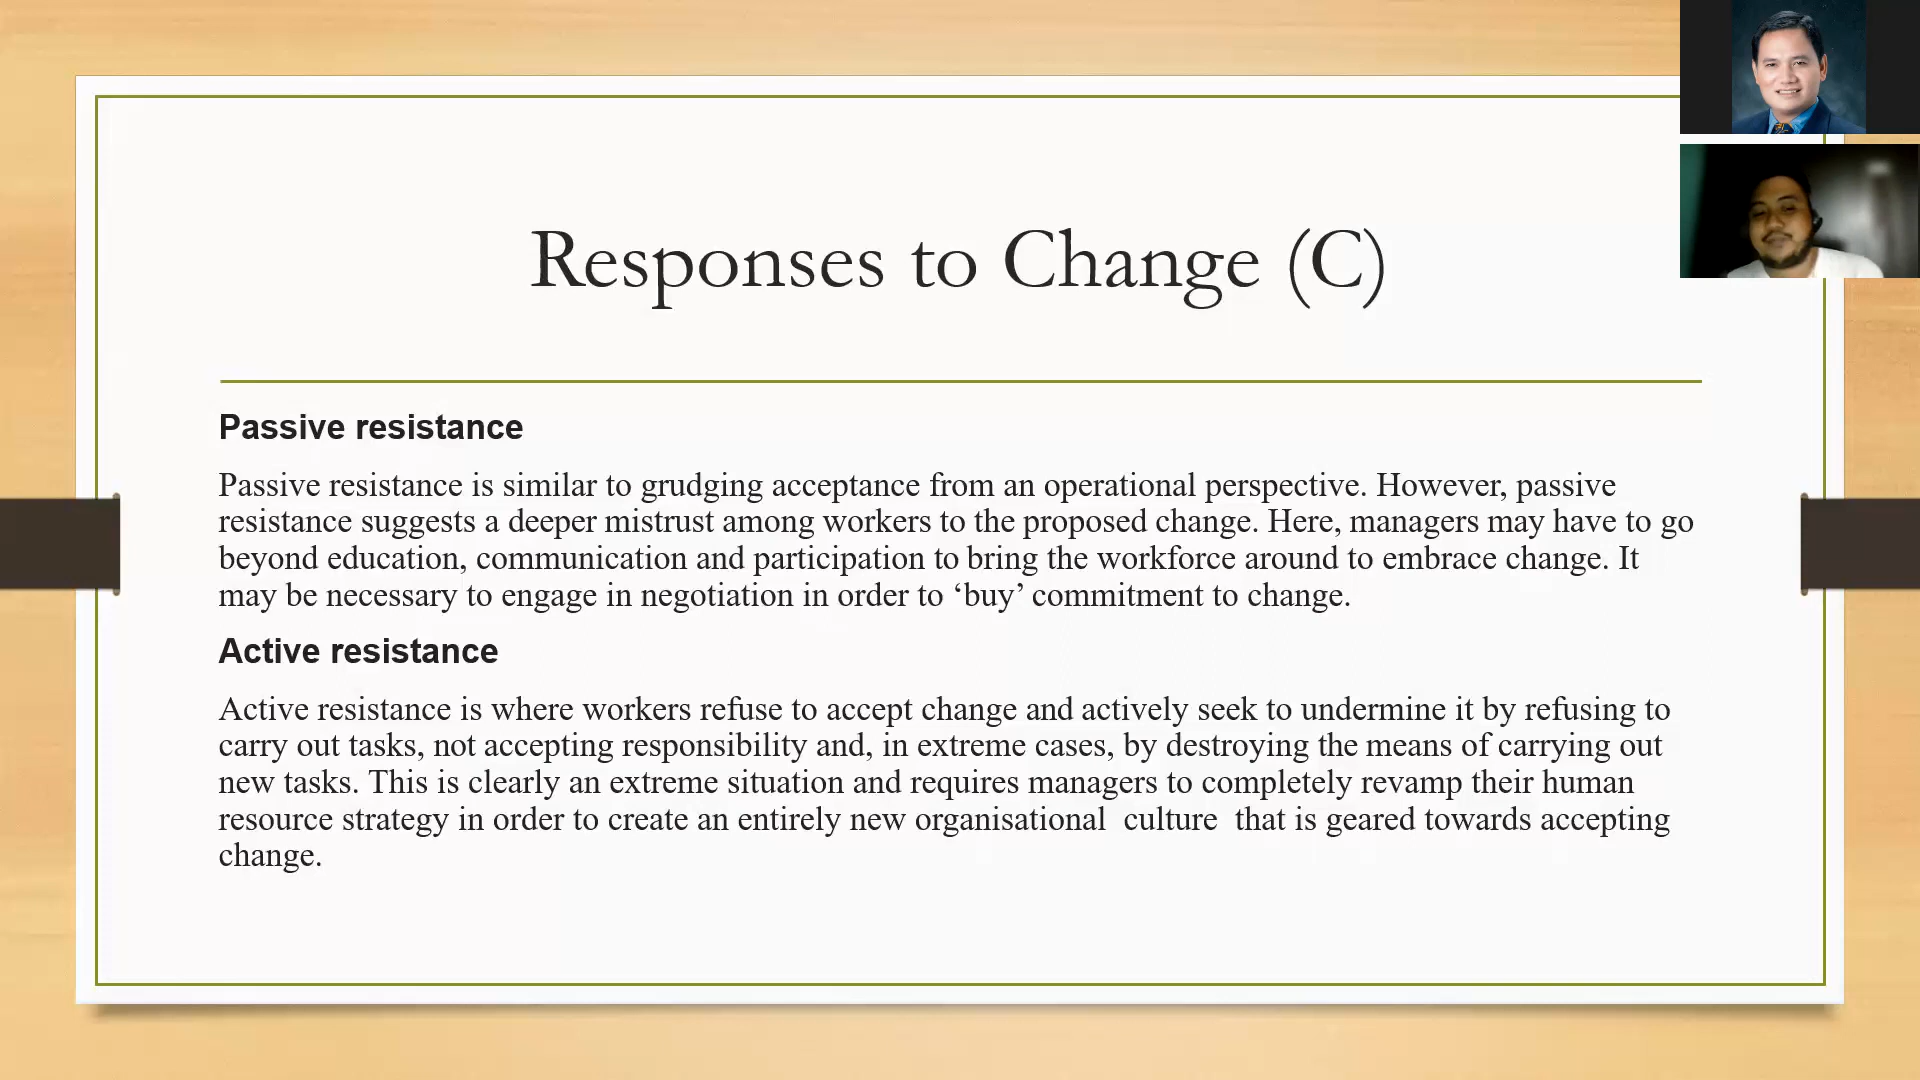 Responses to Change (C)
Passive resistance
Passive resistance is similar to grudging acceptance from an operational perspective. However, passive
resistance suggests a deeper mistrust among workers to the proposed change. Here, managers may have to go
beyond education, communication and participation to bring the workforce around to embrace change. It
may be necessary to engage in negotiation in order to ‘buy’ commitment to change.
Active resistance
Active resistance is where workers refuse to accept change and actively seek to undermine it by refusing to
carry out tasks, not accepting responsibility and, in extreme cases, by destroying the means of carrying out
new tasks. This is clearly an extreme situation and requires managers to completely revamp their human
resource strategy in order to create an entirely new organisational  culture  that is geared towards accepting
change.